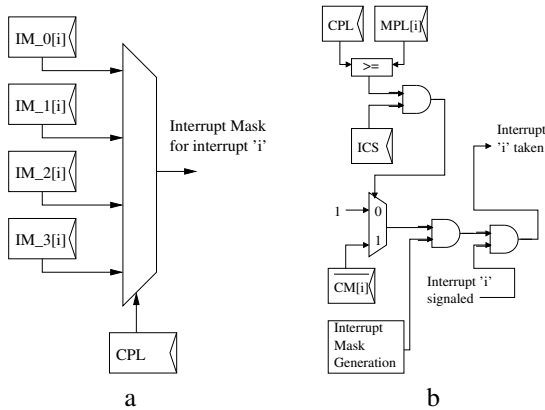 IM_0[i]
IM_1[i]
IM_2[i]
IM_3[i]
Interrupt Mask
for interrupt 'i'
CPL
a
CPL
MPL[i]
>=
ICS
1
0
1
CM[i]
Interrupt
Mask
Generation
Interrupt
'i' taken
Interrupt 'i'
signaled
b